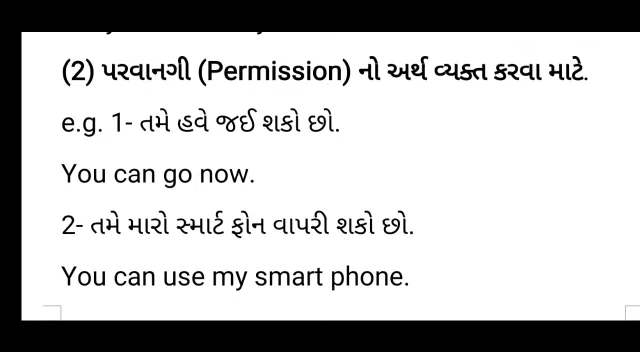 (2) પરવાનગી (Permission) નો અર્થ વ્યક્ત કરવા માટે.
e.g. 1- તમે હવે જઈ શકો છો.
You can go now.
2- તમે મારો સ્માર્ટ ફોન વાપરી શકો છો.
You can use my smart phone.